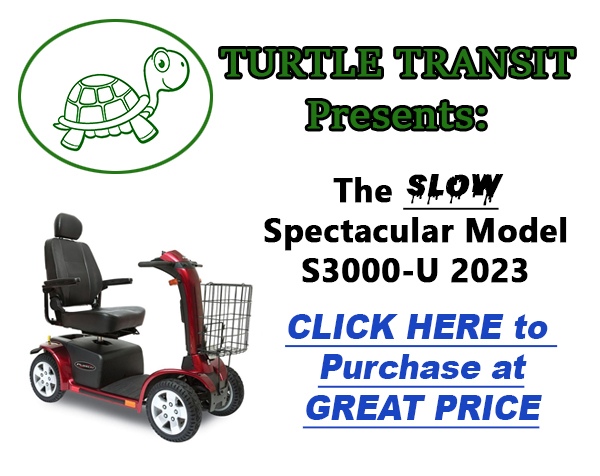 TURTLE TRANSIT
Presents:
The SLOW
Spectacular Model
S3000-U 2023
CLICK HERE to
Purchase at
GREAT PRICE